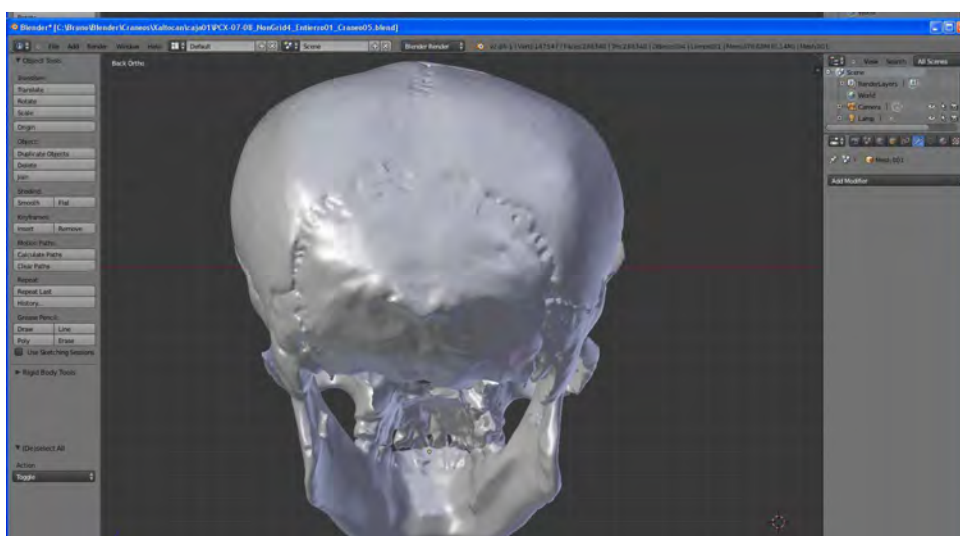 Blender* [C:\Bruno\Blender\Craneos\Xaltocan\caja01\PCX-07-08_NonGrid4_Entierro01_Craneo05.blend]
File Add Render Window Help Default Scene Blender Render
View Search All Scenes
Object Tools
Back Ortho
Scene
RenderLayers
World
Camera
Lamp
Transform:
Translate
Rotate
Scale
Origin
Object:
Duplicate Objects
Delete
Join
Shading:
Smooth Flat
Keyframes:
Insert Remove
Motion Paths:
Calculate Paths
Clear Paths
Repeat:
Repeat Last
History...
Grease Pencil:
Draw Line
Poly Erase
Use Sketching Sessions
Rigid Body Tools
(De)select All
Action
Toggle
Mesh.001
Add Modifier